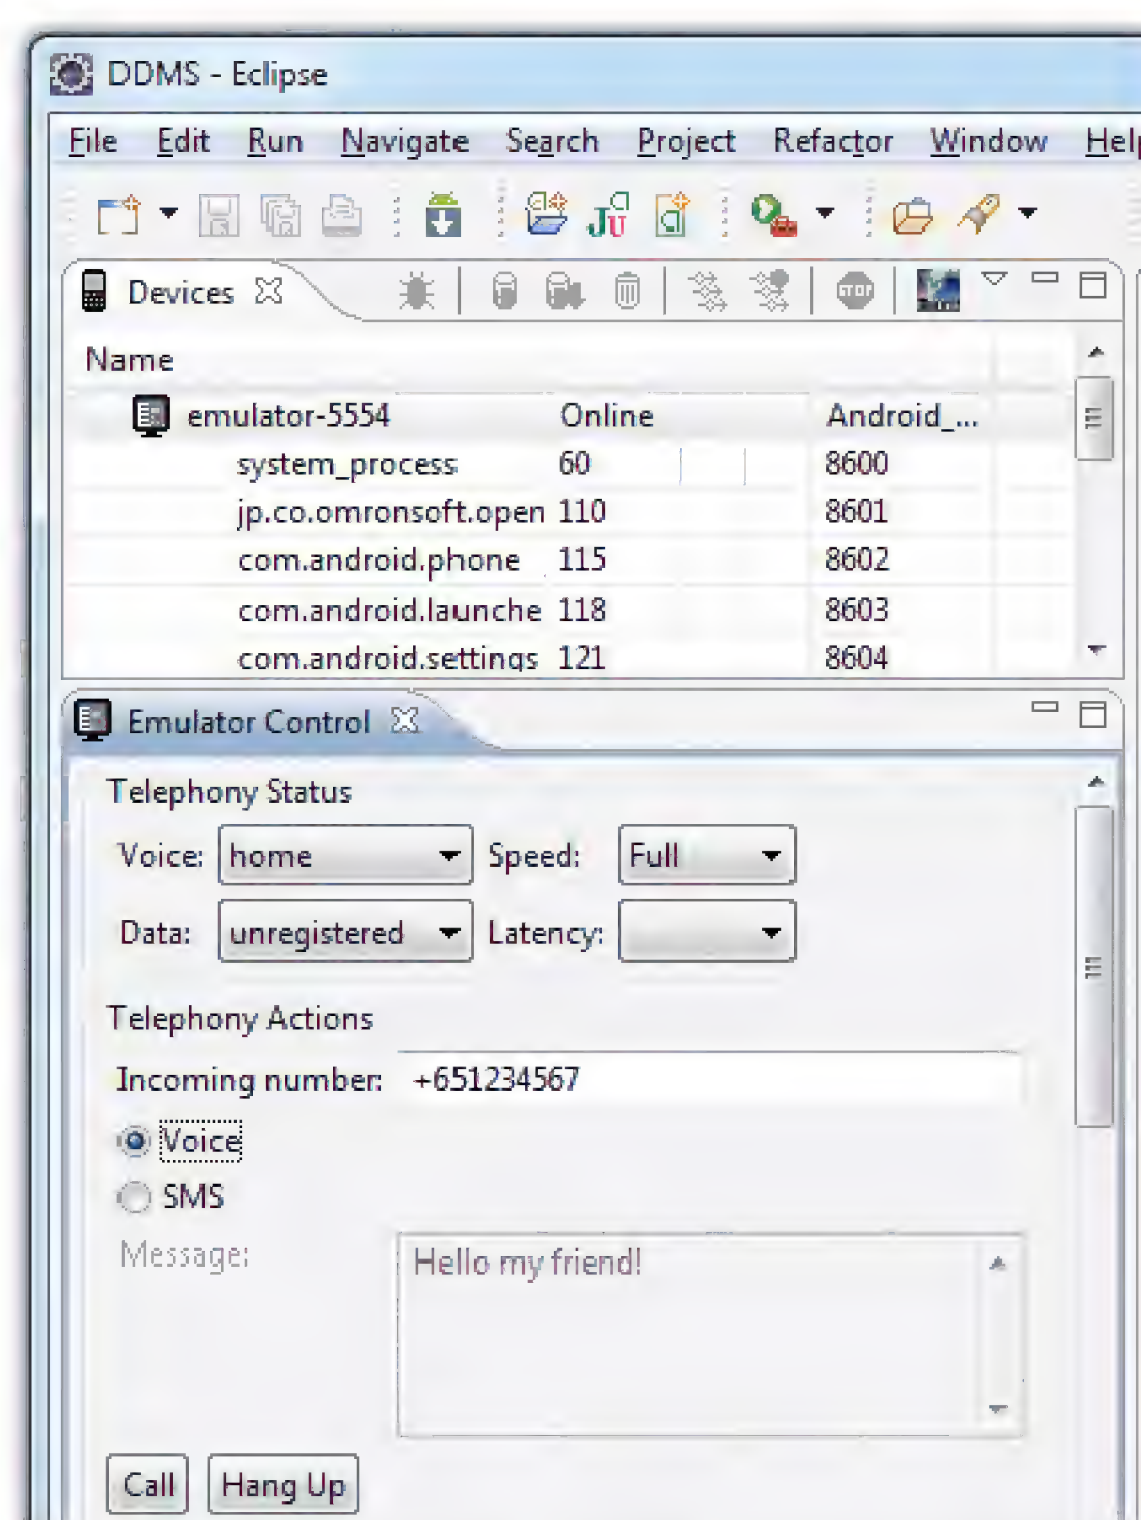 DDMS - Eclipse
File Edit Run Navigate Search Project Refactor Window Help
Devices
Name
emulator-5554 Online Android_...
system_process 60 8600
jp.co.omronsoft.open 110 8601
com.android.phone 115 8602
com.android.launche 118 8603
com.android.settings 121 8604
Emulator Control
Telephony Status
Voice: home Speed: Full
Data: unregistered Latency:
Telephony Actions
Incoming number: +651234567
Voice
SMS
Message: Hello my friend!
Call Hang Up